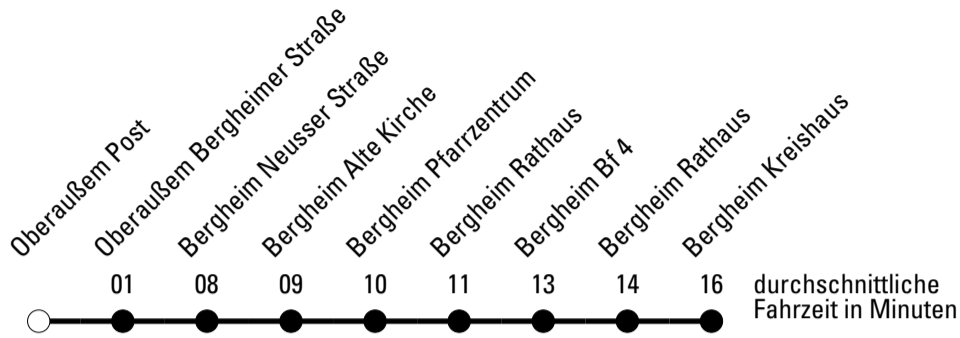 Oberaußem Post
Oberaußem Bergheimer Straße
Bergheim Neusser Straße
Bergheim Alte Kirche
Bergheim Pfarrzentrum
Bergheim Rathaus
Bergheim Bf 4
Bergheim Rathaus
Bergheim Kreishaus
01 08 09 10 11 13 14 16
durchschnittliche
Fahrzeit in Minuten